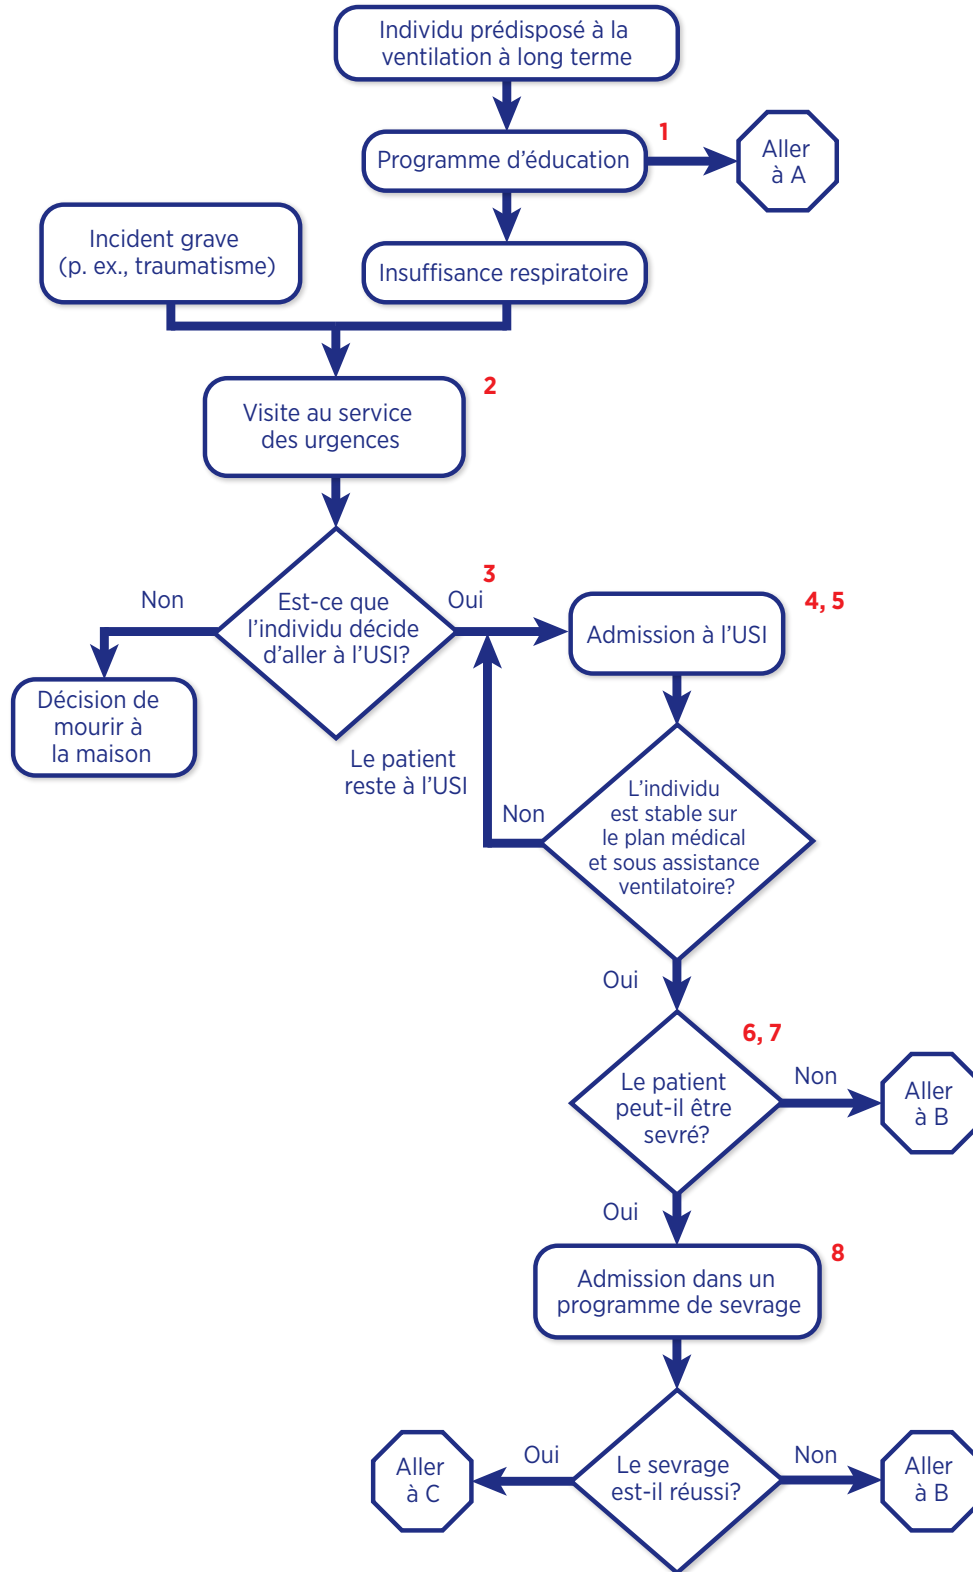 Individu prédisposé à la
ventilation à long terme
1
Programme d'éducation
Aller
à A
Incident grave
(p. ex., traumatisme)
Insuffisance respiratoire
2
Visite au service
des urgences
Non
Est-ce que
l'individu décide
d'aller à l'USI?
3
Oui
4, 5
Admission à l'USI
Décision de
mourir à
la maison
Le patient
reste à l'USI
Non
L'individu
est stable sur
le plan médical
et sous assistance
ventilatoire?
Oui
6, 7
Le patient
peut-il être
sevré?
Non
Aller
à B
Oui
8
Admission dans un
programme de sevrage
Aller
à C
Oui
Le sevrage
est-il réussi?
Non
Aller
à B